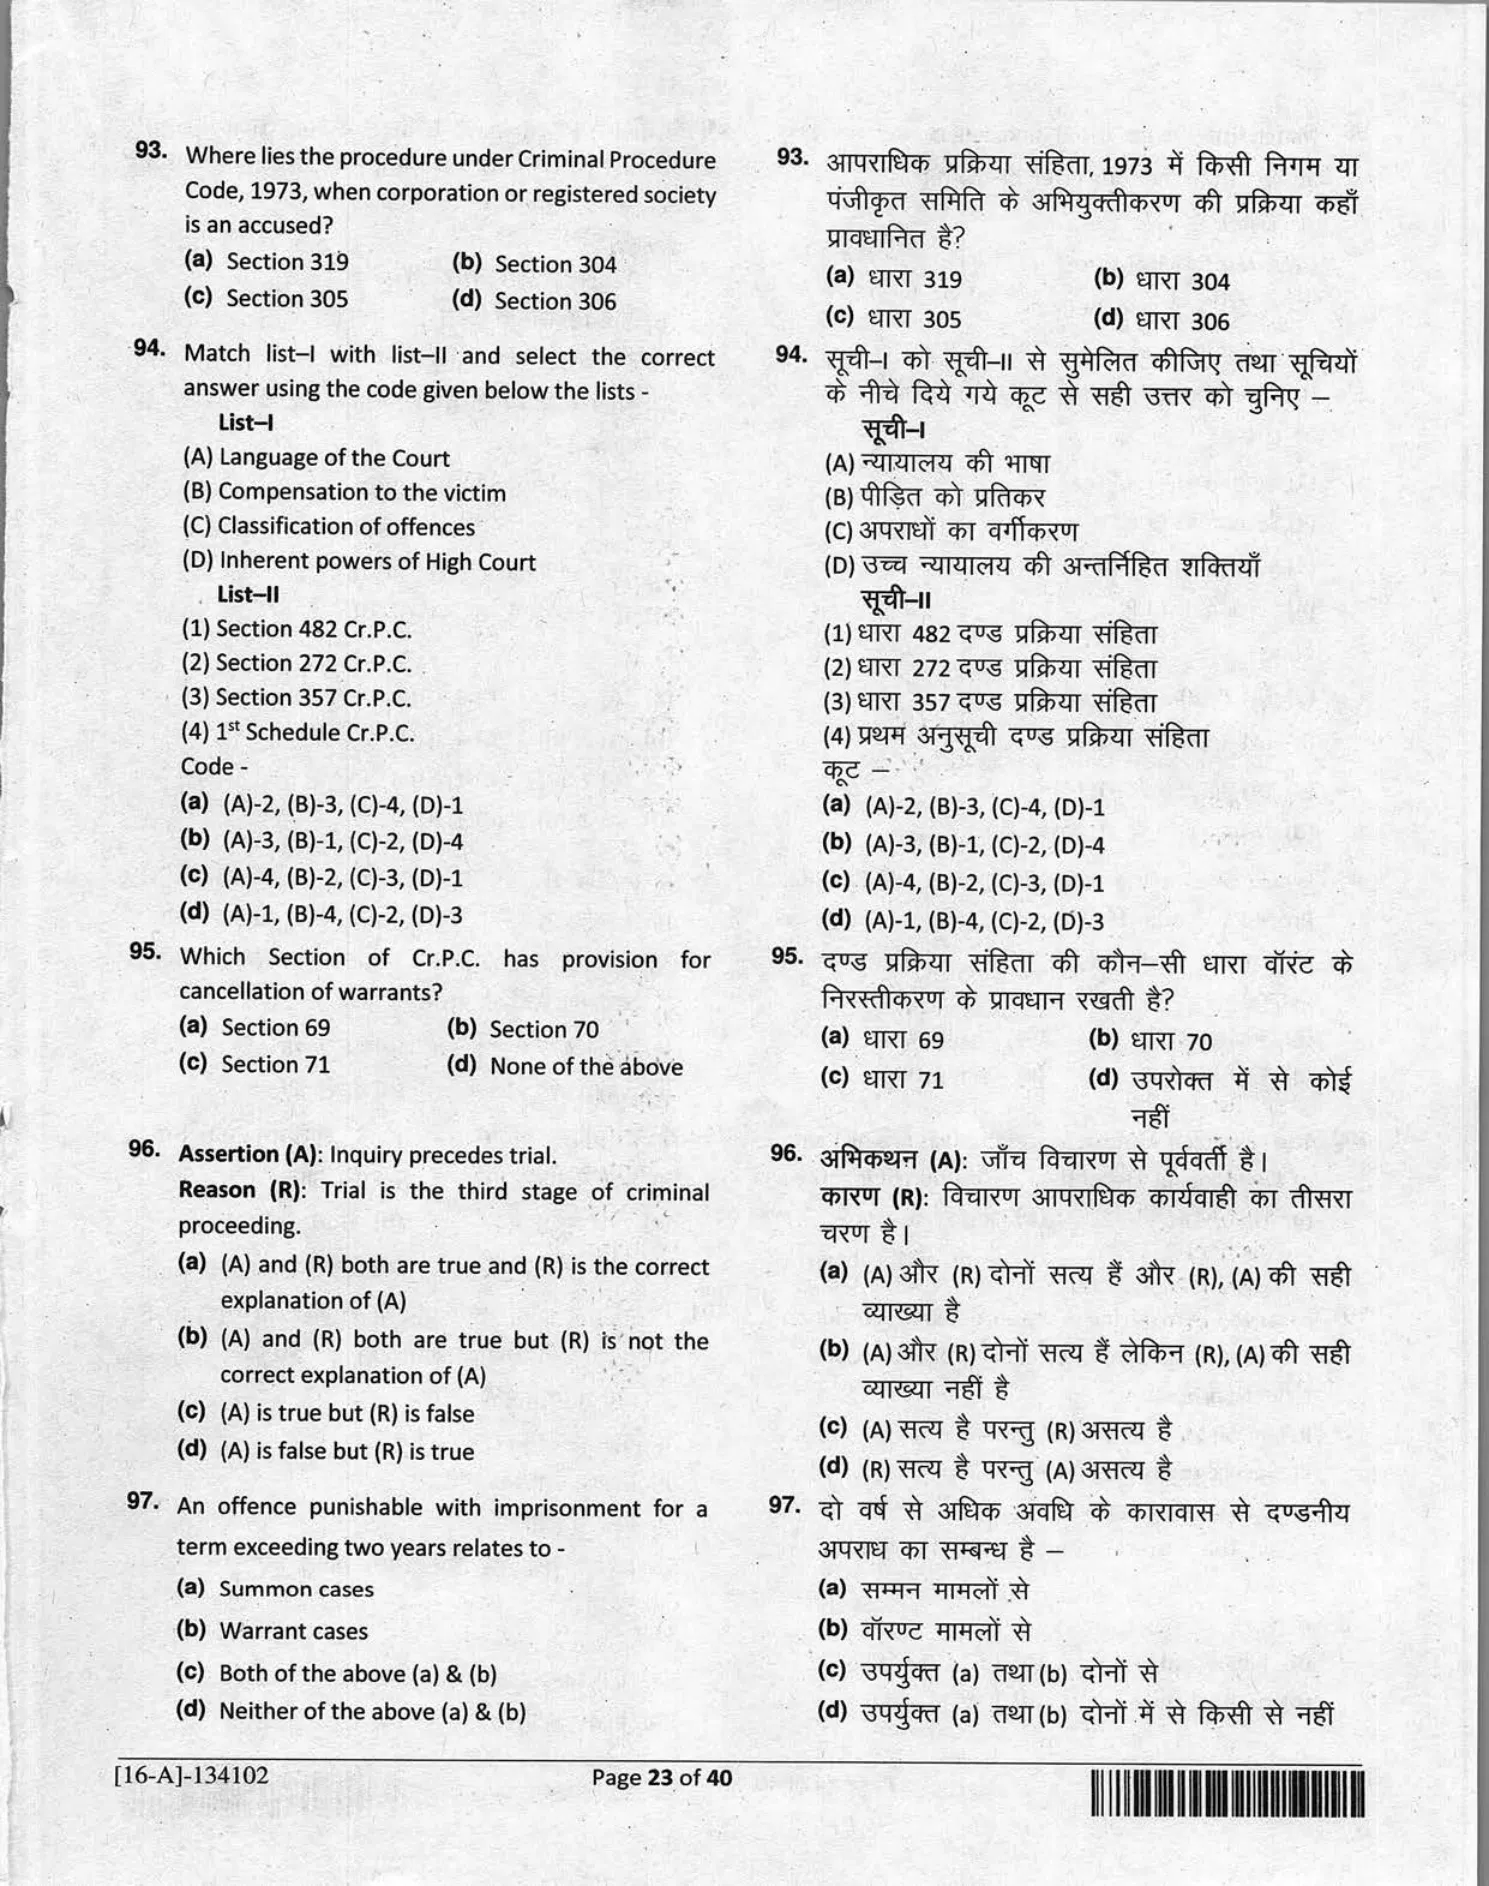 93. Where lies the procedure under Criminal Procedure
Code, 1973, when corporation or registered society
is an accused?
(a) Section 319 (b) Section 304
(c) Section 305 (d) Section 306
94. Match list–I with list–II and select the correct
answer using the code given below the lists -
List–I
(A) Language of the Court
(B) Compensation to the victim
(C) Classification of offences
(D) Inherent powers of High Court
List–II
(1) Section 482 Cr.P.C.
(2) Section 272 Cr.P.C.
(3) Section 357 Cr.P.C.
(4) 1st Schedule Cr.P.C.
Code -
(a) (A)-2, (B)-3, (C)-4, (D)-1
(b) (A)-3, (B)-1, (C)-2, (D)-4
(c) (A)-4, (B)-2, (C)-3, (D)-1
(d) (A)-1, (B)-4, (C)-2, (D)-3
95. Which Section of Cr.P.C. has provision for
cancellation of warrants?
(a) Section 69 (b) Section 70
(c) Section 71 (d) None of the above
96. Assertion (A): Inquiry precedes trial.
Reason (R): Trial is the third stage of criminal
proceeding.
(a) (A) and (R) both are true and (R) is the correct
explanation of (A)
(b) (A) and (R) both are true but (R) is not the
correct explanation of (A)
(c) (A) is true but (R) is false
(d) (A) is false but (R) is true
97. An offence punishable with imprisonment for a
term exceeding two years relates to -
(a) Summon cases
(b) Warrant cases
(c) Both of the above (a) & (b)
(d) Neither of the above (a) & (b)
93. आपराधिक प्रक्रिया संहिता, 1973 में किसी निगम या
पंजीकृत समिति के अभियुक्तीकरण की प्रक्रिया कहाँ
प्रावधानित है?
(a) धारा 319 (b) धारा 304
(c) धारा 305 (d) धारा 306
94. सूची–I को सूची–II से सुमेलित कीजिए तथा सूचियों
के नीचे दिये गये कूट से सही उत्तर को चुनिए –
सूची–I
(A) न्यायालय की भाषा
(B) पीड़ित को प्रतिकर
(C) अपराधों का वर्गीकरण
(D) उच्च न्यायालय की अन्तर्निहित शक्तियाँ
सूची–II
(1) धारा 482 दण्ड प्रक्रिया संहिता
(2) धारा 272 दण्ड प्रक्रिया संहिता
(3) धारा 357 दण्ड प्रक्रिया संहिता
(4) प्रथम अनुसूची दण्ड प्रक्रिया संहिता
कूट –
(a) (A)-2, (B)-3, (C)-4, (D)-1
(b) (A)-3, (B)-1, (C)-2, (D)-4
(c) (A)-4, (B)-2, (C)-3, (D)-1
(d) (A)-1, (B)-4, (C)-2, (D)-3
95. दण्ड प्रक्रिया संहिता की कौन–सी धारा वॉरंट के
निरस्तीकरण के प्रावधान रखती है?
(a) धारा 69 (b) धारा 70
(c) धारा 71 (d) उपरोक्त में से कोई
नहीं
96. अभिकथन (A): जाँच विचारण से पूर्ववर्ती है।
कारण (R): विचारण आपराधिक कार्यवाही का तीसरा
चरण है।
(a) (A) और (R) दोनों सत्य हैं और (R), (A) की सही
व्याख्या है
(b) (A) और (R) दोनों सत्य हैं लेकिन (R), (A) की सही
व्याख्या नहीं है
(c) (A) सत्य है परन्तु (R) असत्य है
(d) (R) सत्य है परन्तु (A) असत्य है
97. दो वर्ष से अधिक अवधि के कारावास से दण्डनीय
अपराध का सम्बन्ध है –
(a) सम्मन मामलों से
(b) वॉरण्ट मामलों से
(c) उपर्युक्त (a) तथा (b) दोनों से
(d) उपर्युक्त (a) तथा (b) दोनों में से किसी से नहीं
[16-A]-134102 Page 23 of 40